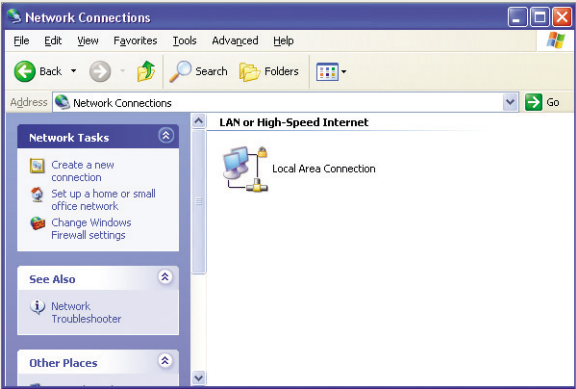 Network Connections
File Edit View Favorites Tools Advanced Help
Back Search Folders
Address Network Connections Go
Network Tasks
Create a new
connection
Set up a home or small
office network
Change Windows
Firewall settings
See Also
Network
Troubleshooter
Other Places
LAN or High-Speed Internet
Local Area Connection